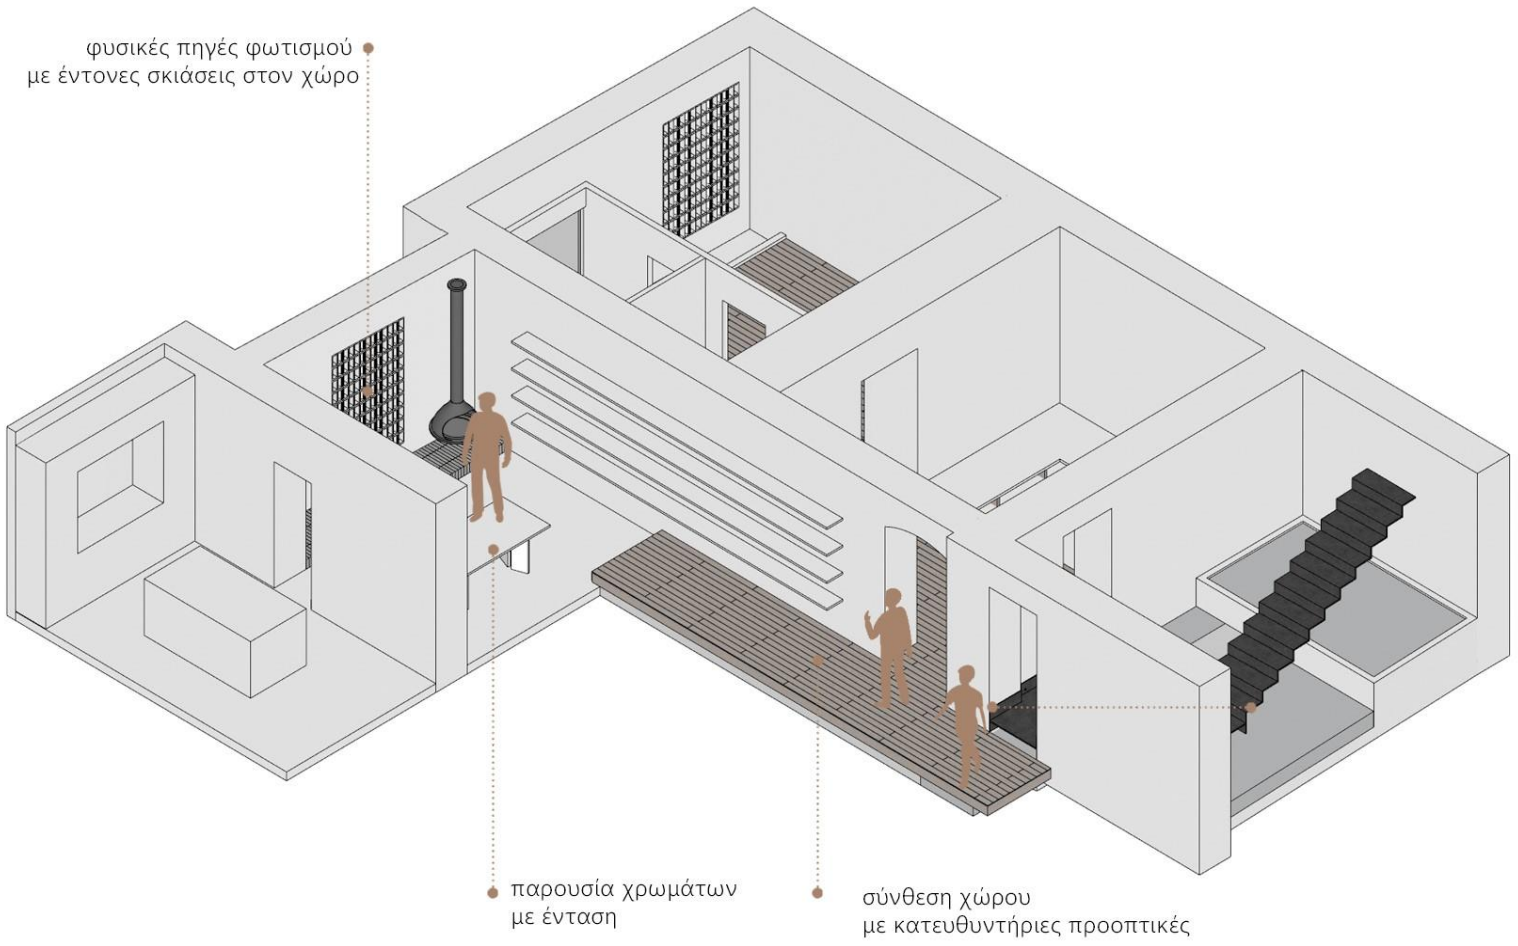 φυσικές πηγές φωτισμού
με έντονες σκιάσεις στον χώρο
παρουσία χρωμάτων
με ένταση
σύνθεση χώρου
με κατευθυντήριες προοπτικές